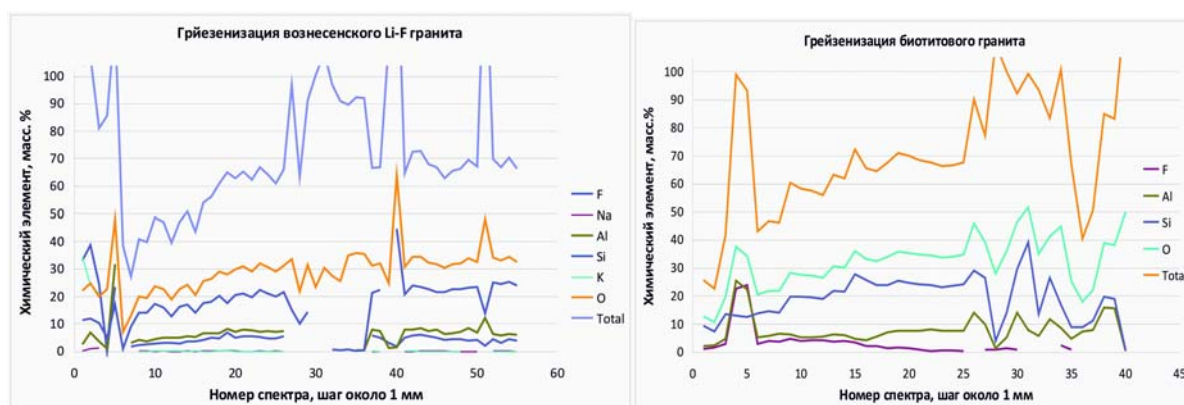 Грйезенизация вознесенского Li-F гранита
Химический элемент, масс. %
100
90
80
70
60
50
40
30
20
10
0
0 10 20 30 40 50 60
Номер спектра, шаг около 1 мм
F
Na
Al
Si
K
O
Total
Грейзенизация биотитового гранита
Химический элемент, масс.%
100
90
80
70
60
50
40
30
20
10
0
0 5 10 15 20 25 30 35 40 45
Номер спектра, шаг около 1 мм
F
Al
Si
O
Total